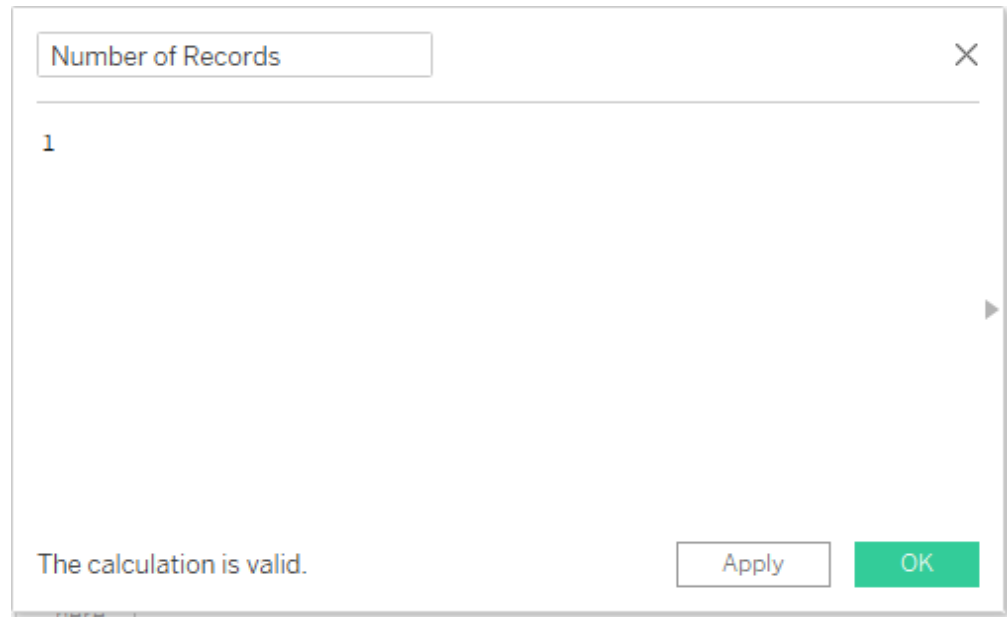 Number of Records
1
The calculation is valid.
Apply
OK